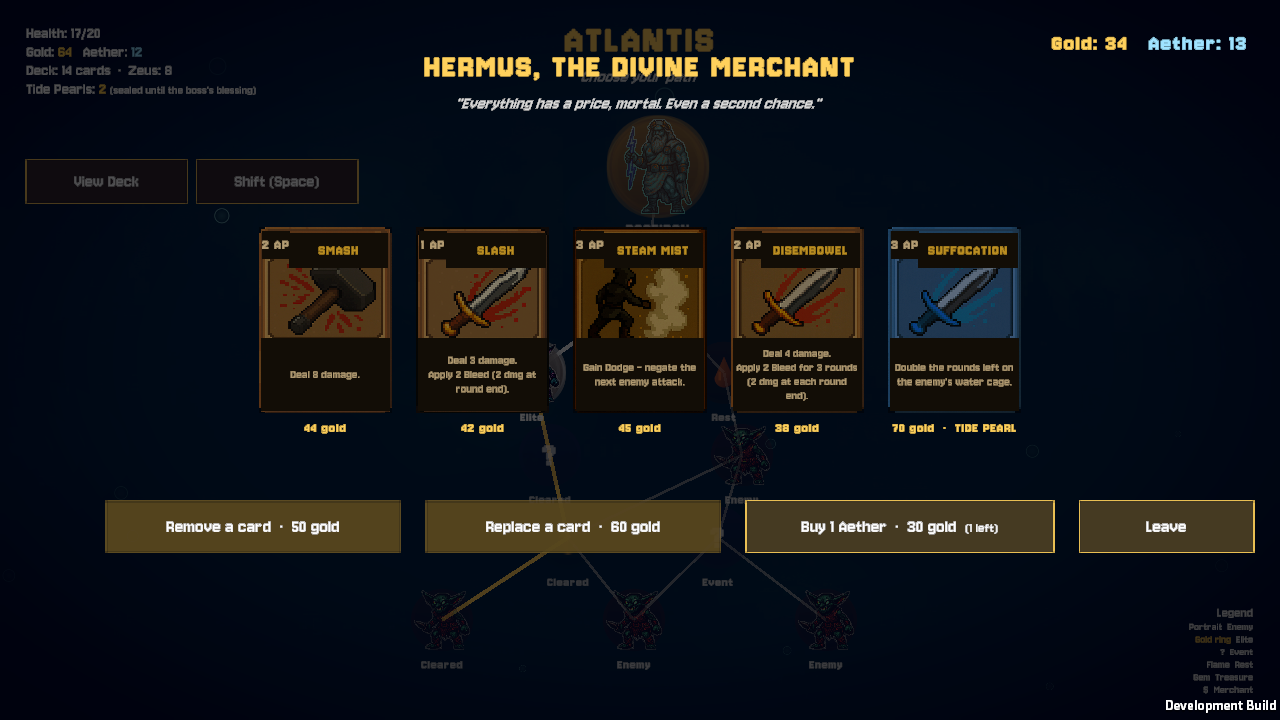 Health: 17/20
Gold: 64 Aether: 12
Deck: 14 cards · Zeus: 8
Tide Pearls: 2 (sealed until the boss's blessing)
ATLANTIS
choose your path
HERMUS, THE DIVINE MERCHANT
"Everything has a price, mortal. Even a second chance."
Gold: 34 Aether: 13
View Deck
Shift (Space)
2 AP SMASH
Deal 8 damage.
44 gold
1 AP SLASH
Deal 3 damage.
Apply 2 Bleed (2 dmg at
round end).
42 gold
3 AP STEAM MIST
Gain Dodge - negate the
next enemy attack.
45 gold
2 AP DISEMBOWEL
Deal 4 damage.
Apply 2 Bleed for 3 rounds
(2 dmg at each round
end).
38 gold
3 AP SUFFOCATION
Double the rounds left on
the enemy's water cage.
70 gold · TIDE PEARL
Elite
Rest
Cleared
Enemy
Remove a card · 50 gold
Replace a card · 60 gold
Buy 1 Aether · 30 gold (1 left)
Leave
Cleared
Event
Cleared
Enemy
Enemy
Legend
Portrait Enemy
Gold ring Elite
? Event
Flame Rest
Gem Treasure
$ Merchant
Development Build